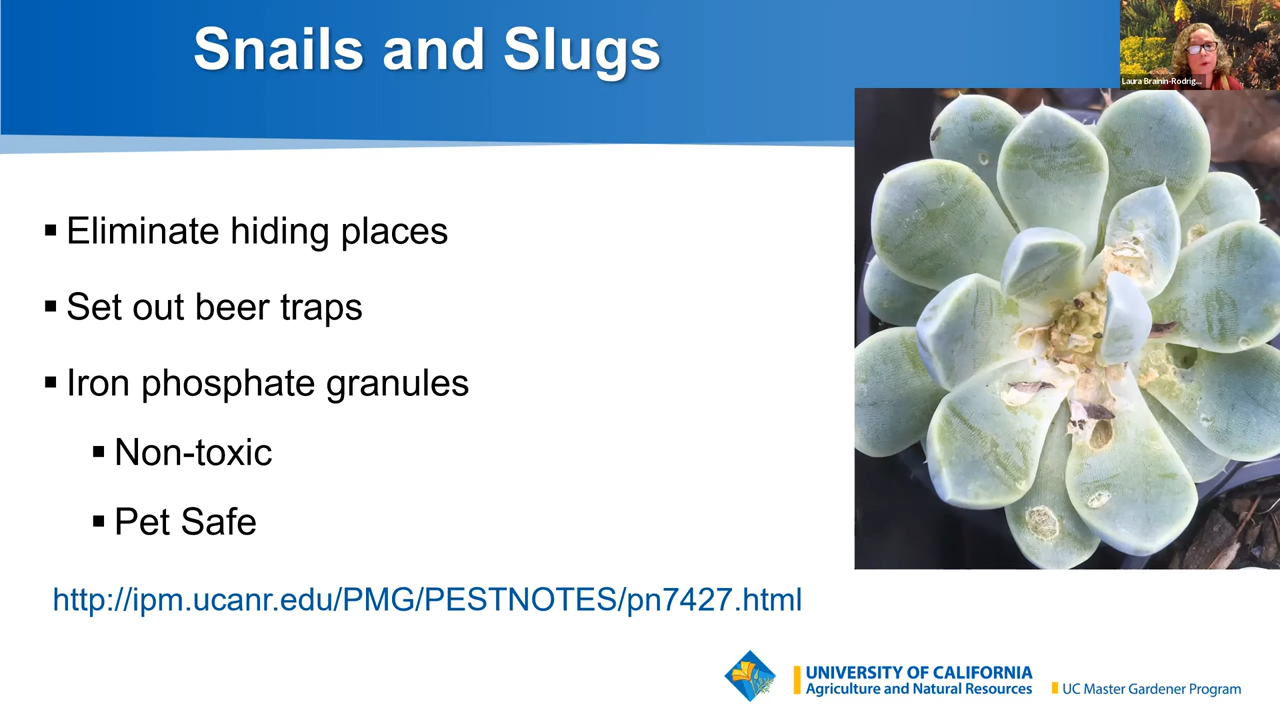 Snails and Slugs
Laura Brainin-Rodrig...
Eliminate hiding places
Set out beer traps
Iron phosphate granules
Non-toxic
Pet Safe
http://ipm.ucanr.edu/PMG/PESTNOTES/pn7427.html
UNIVERSITY OF CALIFORNIA
Agriculture and Natural Resources
UC Master Gardener Program